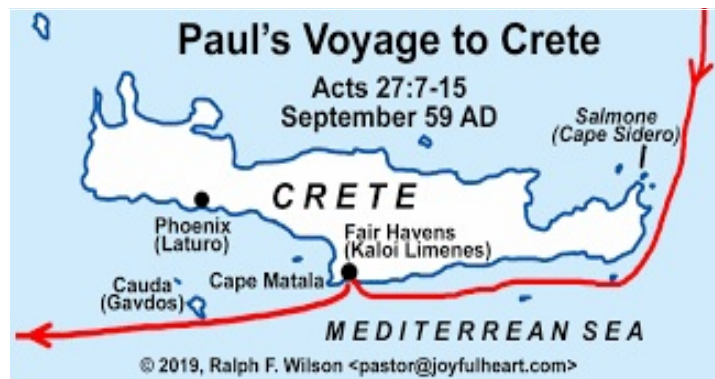 Paul's Voyage to Crete
Acts 27:7-15
September 59 AD
Salmone
(Cape Sidero)
CRETE
Phoenix
(Laturo)
Fair Havens
(Kaloi Limenes)
Cape Matala
Cauda
(Gavdos)
MEDITERREAN SEA
© 2019, Ralph F. Wilson <pastor@joyfulheart.com>